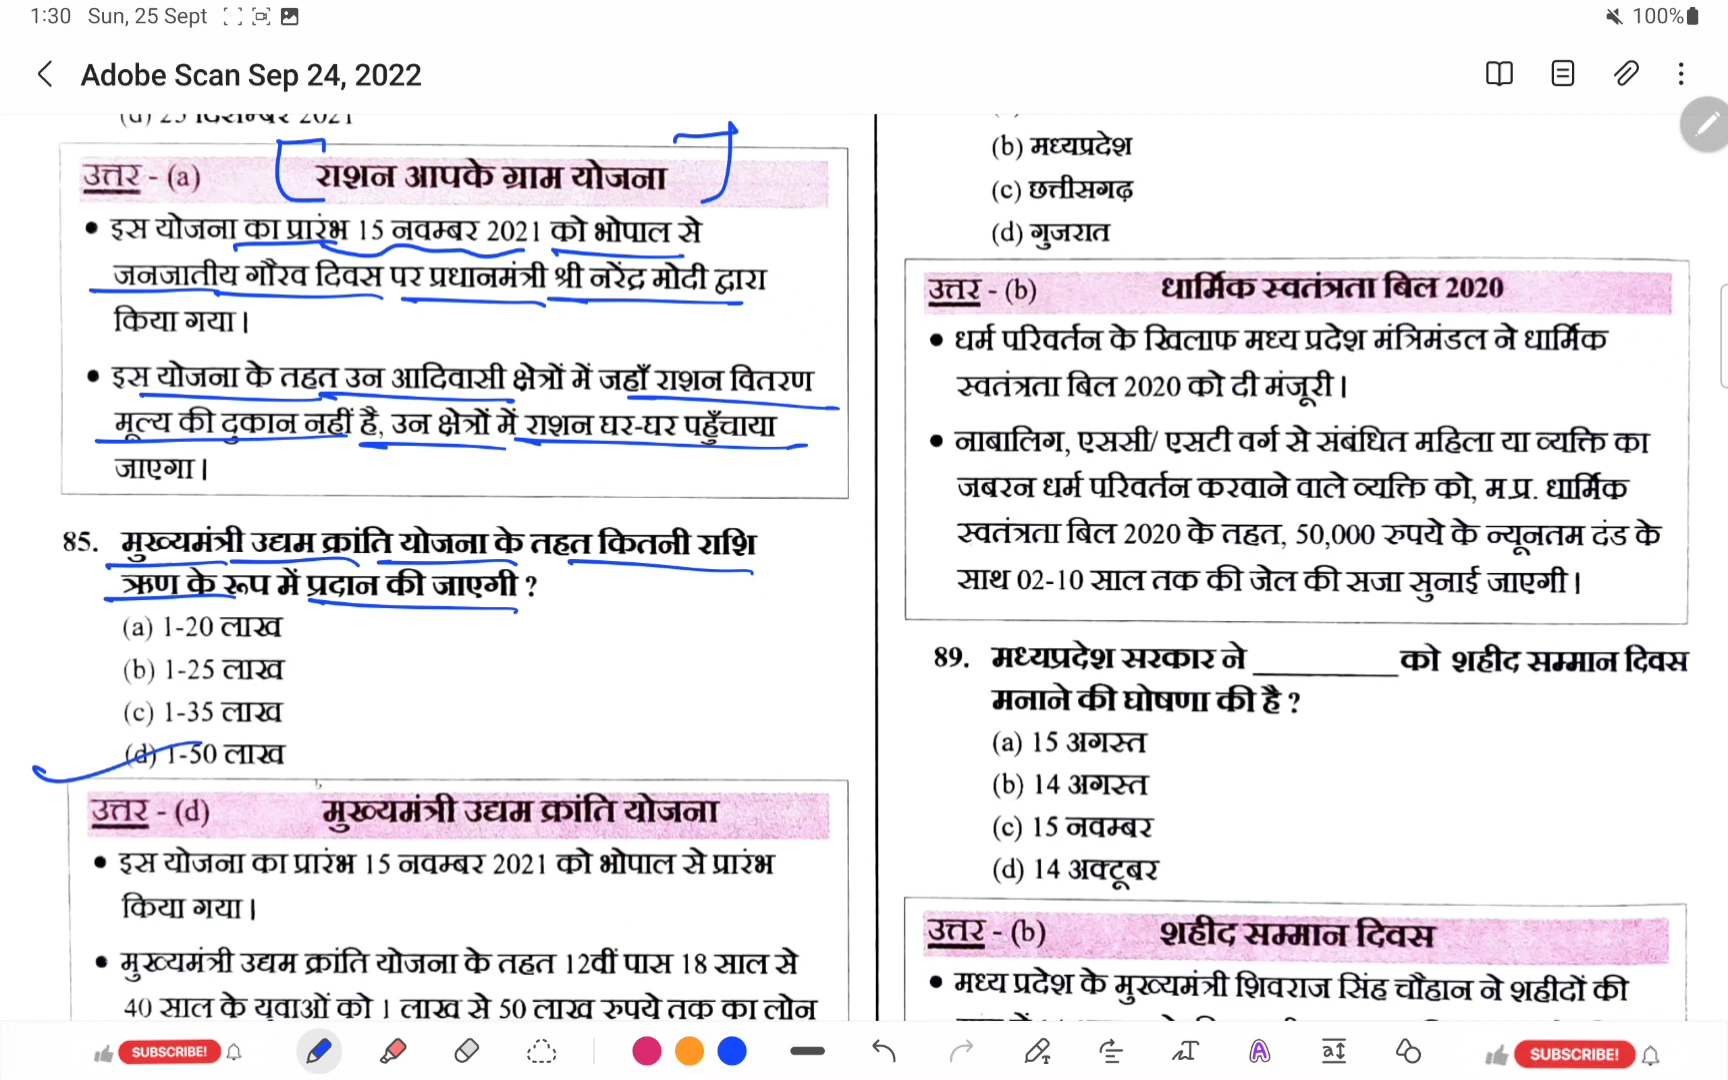 1:30 Sun, 25 Sept
100%
Adobe Scan Sep 24, 2022
(d) 25 दिसम्बर 2021
उत्तर - (a) राशन आपके ग्राम योजना
• इस योजना का प्रारंभ 15 नवम्बर 2021 को भोपाल से
जनजातीय गौरव दिवस पर प्रधानमंत्री श्री नरेंद्र मोदी द्वारा
किया गया।
• इस योजना के तहत उन आदिवासी क्षेत्रों में जहाँ राशन वितरण
मूल्य की दुकान नहीं है, उन क्षेत्रों में राशन घर-घर पहुँचाया
जाएगा।
85. मुख्यमंत्री उद्यम क्रांति योजना के तहत कितनी राशि
ऋण के रूप में प्रदान की जाएगी ?
(a) 1-20 लाख
(b) 1-25 लाख
(c) 1-35 लाख
(d) 1-50 लाख
उत्तर - (d) मुख्यमंत्री उद्यम क्रांति योजना
• इस योजना का प्रारंभ 15 नवम्बर 2021 को भोपाल से प्रारंभ
किया गया।
• मुख्यमंत्री उद्यम क्रांति योजना के तहत 12वीं पास 18 साल से
40 साल के युवाओं को 1 लाख से 50 लाख रुपये तक का लोन
(b) मध्यप्रदेश
(c) छत्तीसगढ़
(d) गुजरात
उत्तर - (b) धार्मिक स्वतंत्रता बिल 2020
• धर्म परिवर्तन के खिलाफ मध्य प्रदेश मंत्रिमंडल ने धार्मिक
स्वतंत्रता बिल 2020 को दी मंजूरी।
• नाबालिग, एससी/ एसटी वर्ग से संबंधित महिला या व्यक्ति का
जबरन धर्म परिवर्तन करवाने वाले व्यक्ति को, म.प्र. धार्मिक
स्वतंत्रता बिल 2020 के तहत, 50,000 रुपये के न्यूनतम दंड के
साथ 02-10 साल तक की जेल की सजा सुनाई जाएगी।
89. मध्यप्रदेश सरकार ने _________ को शहीद सम्मान दिवस
मनाने की घोषणा की है ?
(a) 15 अगस्त
(b) 14 अगस्त
(c) 15 नवम्बर
(d) 14 अक्टूबर
उत्तर - (b) शहीद सम्मान दिवस
• मध्य प्रदेश के मुख्यमंत्री शिवराज सिंह चौहान ने शहीदों की
SUBSCRIBE!
SUBSCRIBE!